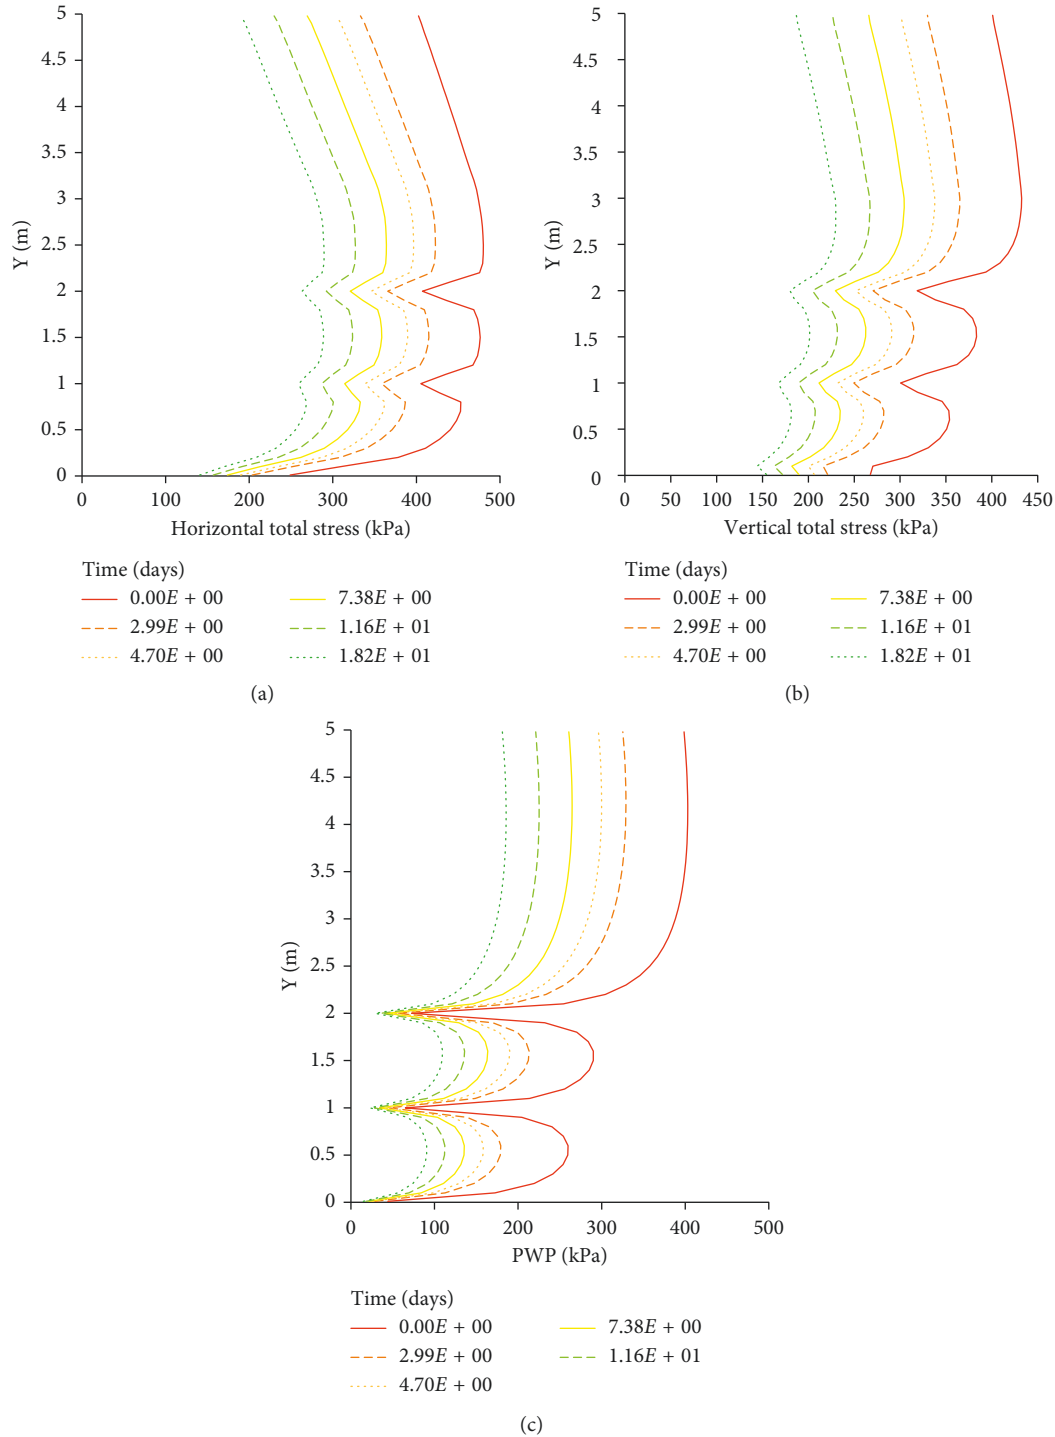 5
4.5
4
3.5
3
2.5
2
1.5
1
0.5
0
Y (m)
0 100 200 300 400 500
Horizontal total stress (kPa)
Time (days)
0.00E + 00 7.38E + 00
2.99E + 00 1.16E + 01
4.70E + 00 1.82E + 01
(a)
5
4.5
4
3.5
3
2.5
2
1.5
1
0.5
0
Y (m)
0 50 100 150 200 250 300 350 400 450
Vertical total stress (kPa)
Time (days)
0.00E + 00 7.38E + 00
2.99E + 00 1.16E + 01
4.70E + 00 1.82E + 01
(b)
5
4.5
4
3.5
3
2.5
2
1.5
1
0.5
0
Y (m)
0 100 200 300 400 500
PWP (kPa)
Time (days)
0.00E + 00 7.38E + 00
2.99E + 00 1.16E + 01
4.70E + 00
(c)